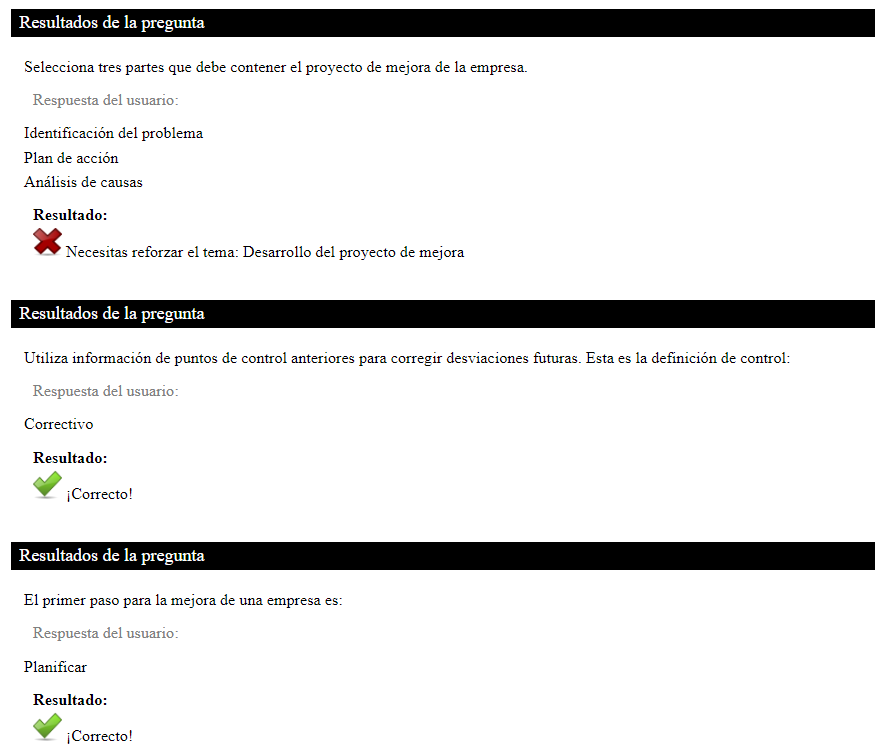 Resultados de la pregunta
Selecciona tres partes que debe contener el proyecto de mejora de la empresa.
Respuesta del usuario:
Identificación del problema
Plan de acción
Análisis de causas
Resultado:
Necesitas reforzar el tema: Desarrollo del proyecto de mejora
Resultados de la pregunta
Utiliza información de puntos de control anteriores para corregir desviaciones futuras. Esta es la definición de control:
Respuesta del usuario:
Correctivo
Resultado:
¡Correcto!
Resultados de la pregunta
El primer paso para la mejora de una empresa es:
Respuesta del usuario:
Planificar
Resultado:
¡Correcto!